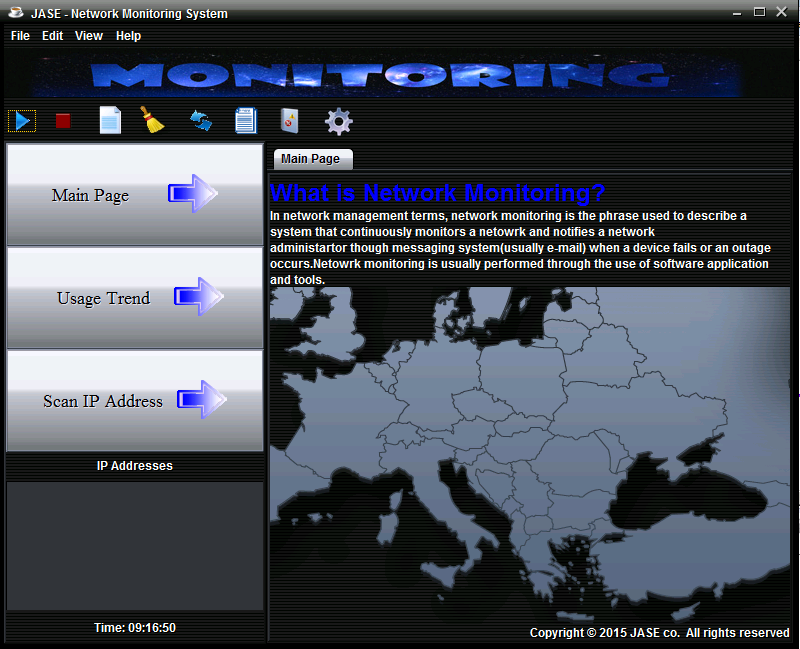 JASE - Network Monitoring System
File Edit View Help
MONITORING
Main Page
Usage Trend
Scan IP Address
IP Addresses
Time: 09:16:50
Main Page
What is Network Monitoring?
In network management terms, network monitoring is the phrase used to describe a
system that continuously monitors a netowrk and notifies a network
administartor though messaging system(usually e-mail) when a device fails or an outage
occurs.Netowrk monitoring is usually performed through the use of software application
and tools.
Copyright © 2015 JASE co. All rights reserved